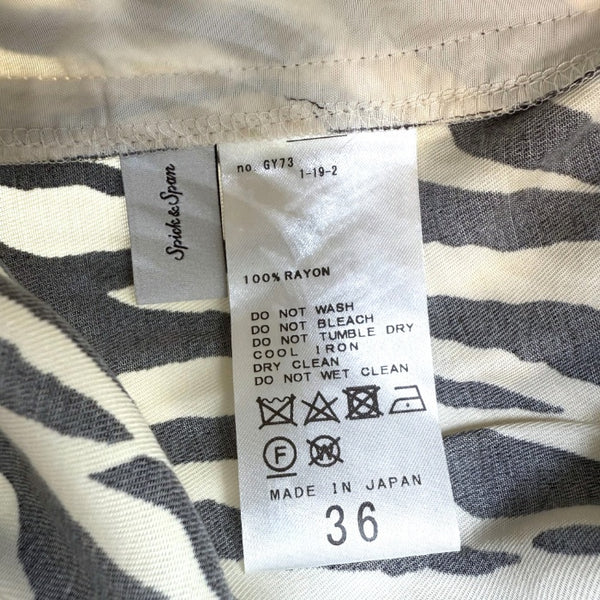 Spick&Span
no. GY73
1-19-2
100% RAYON
DO NOT WASH
DO NOT BLEACH
DO NOT TUMBLE DRY
COOL IRON
DRY CLEAN
DO NOT WET CLEAN
F W
MADE IN JAPAN
36